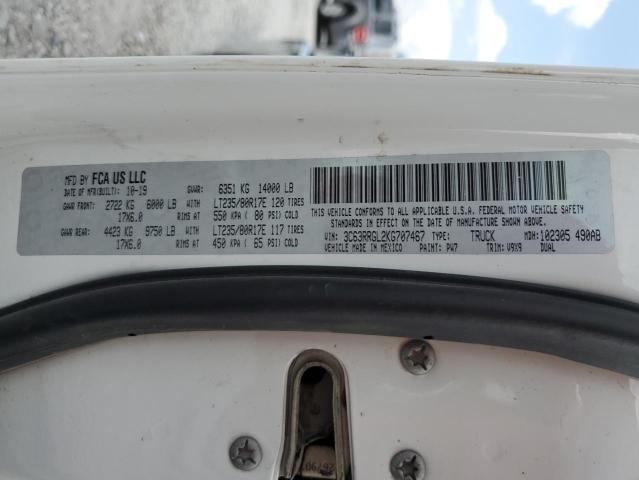 MFD BY FCA US LLC
DATE OF MFR(BUILT): 10-19 GVWR: 6351 KG 14000 LB
GAWR FRONT: 2722 KG 6000 LB WITH LT235/80R17E 120 TIRES
17X6.0 RIMS AT 550 KPA ( 80 PSI) COLD
GAWR REAR: 4423 KG 9750 LB WITH LT235/80R17E 117 TIRES
17X6.0 RIMS AT 450 KPA ( 65 PSI) COLD
THIS VEHICLE CONFORMS TO ALL APPLICABLE U.S.A. FEDERAL MOTOR VEHICLE SAFETY
STANDARDS IN EFFECT ON THE DATE OF MANUFACTURE SHOWN ABOVE.
VIN: 3C63RRGL2KG707467 TYPE: TRUCK MDH: 102305 490AB
VEHICLE MADE IN MEXICO PAINT: PW7 TRIM: V9X9 DUAL